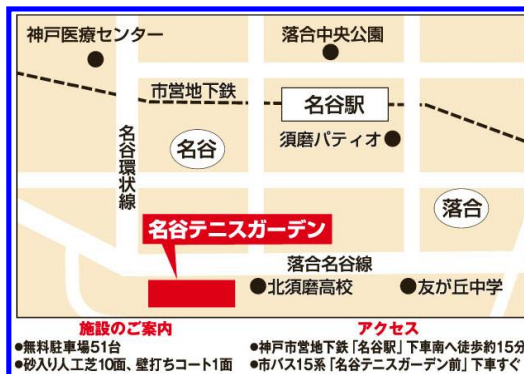 神戸医療センター
落合中央公園
市営地下鉄
名谷駅
須磨パティオ
名谷環状線
名谷
落合
名谷テニスガーデン
落合名谷線
北須磨高校
友が丘中学
施設のご案内
●無料駐車場51台
●砂入り人工芝10面、壁打ちコート1面
アクセス
●神戸市営地下鉄「名谷駅」下車南へ徒歩約15分
●市バス15系「名谷テニスガーデン前」下車すぐ